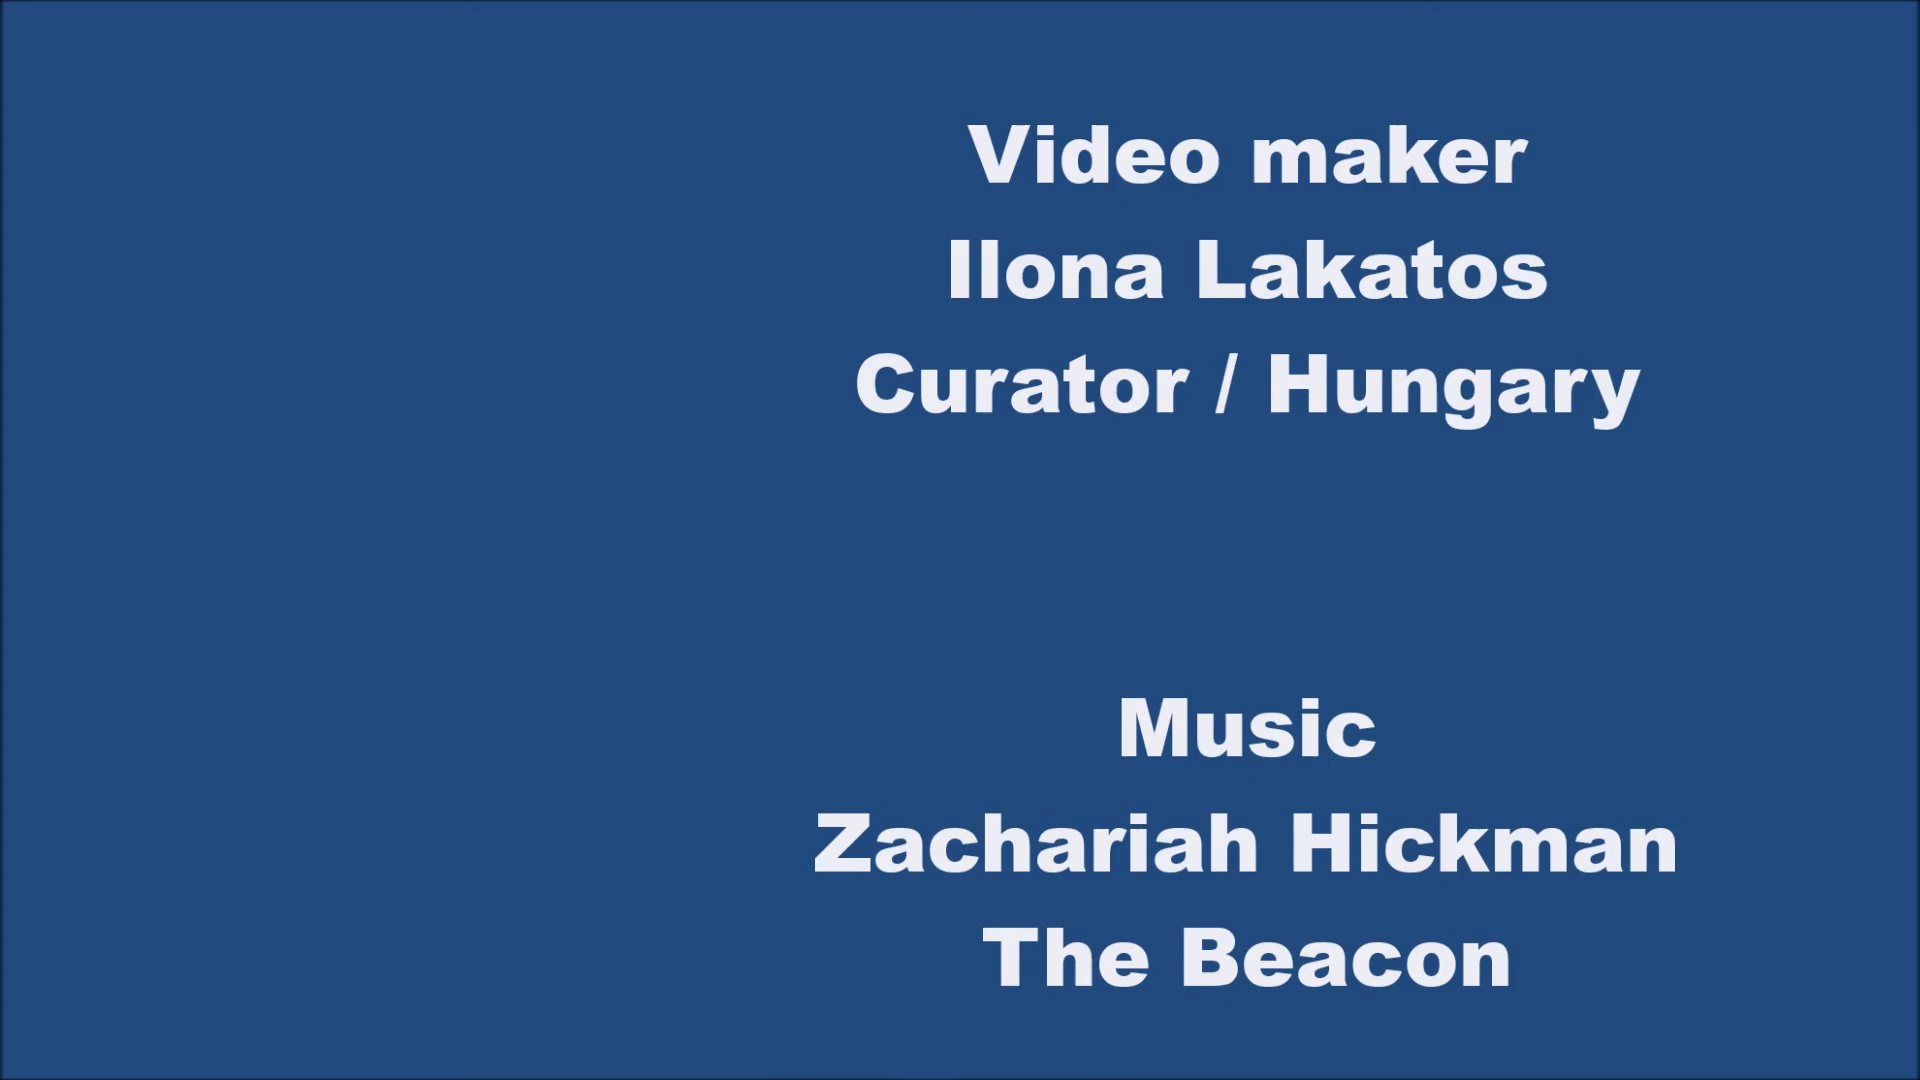 Video maker
Ilona Lakatos
Curator / Hungary
Music
Zachariah Hickman
The Beacon